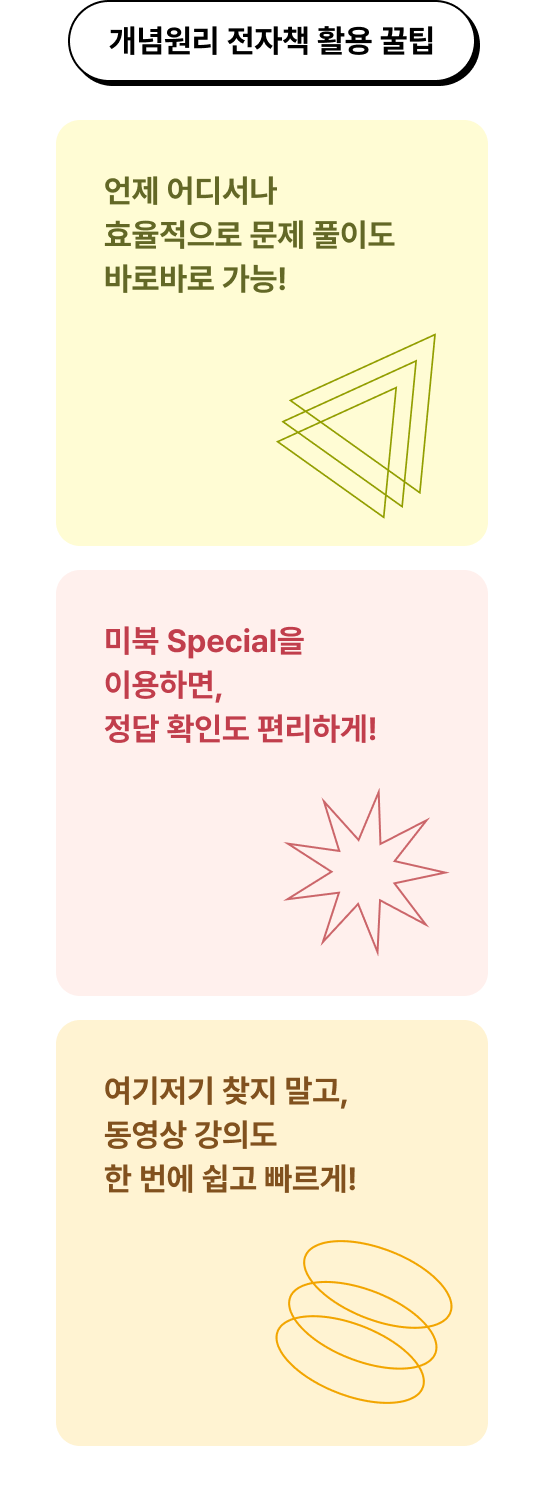 개념원리 전자책 활용 꿀팁
언제 어디서나
효율적으로 문제 풀이도
바로바로 가능!
미북 Special을
이용하면,
정답 확인도 편리하게!
여기저기 찾지 말고,
동영상 강의도
한 번에 쉽고 빠르게!